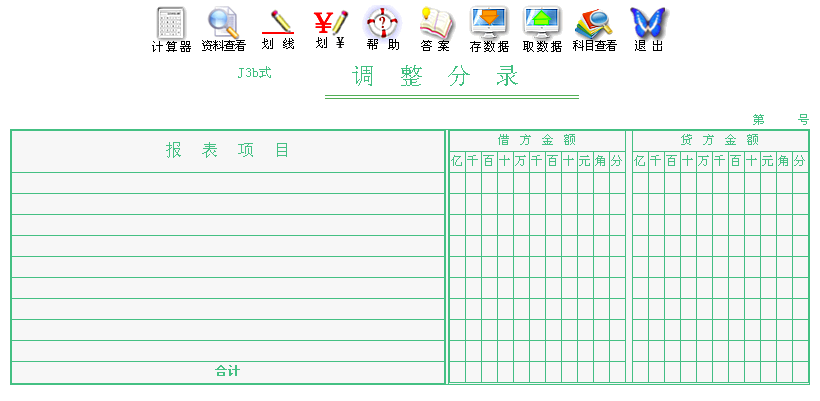 计算器 资料查看 划 线 划 ¥ 帮 助 答 案 存数据 取数据 科目查看 退 出
J3b式 调 整 分 录
第 号
报 表 项 目 借 方 金 额 贷 方 金 额
亿 千 百 十 万 千 百 十 元 角 分 亿 千 百 十 万 千 百 十 元 角 分
合计